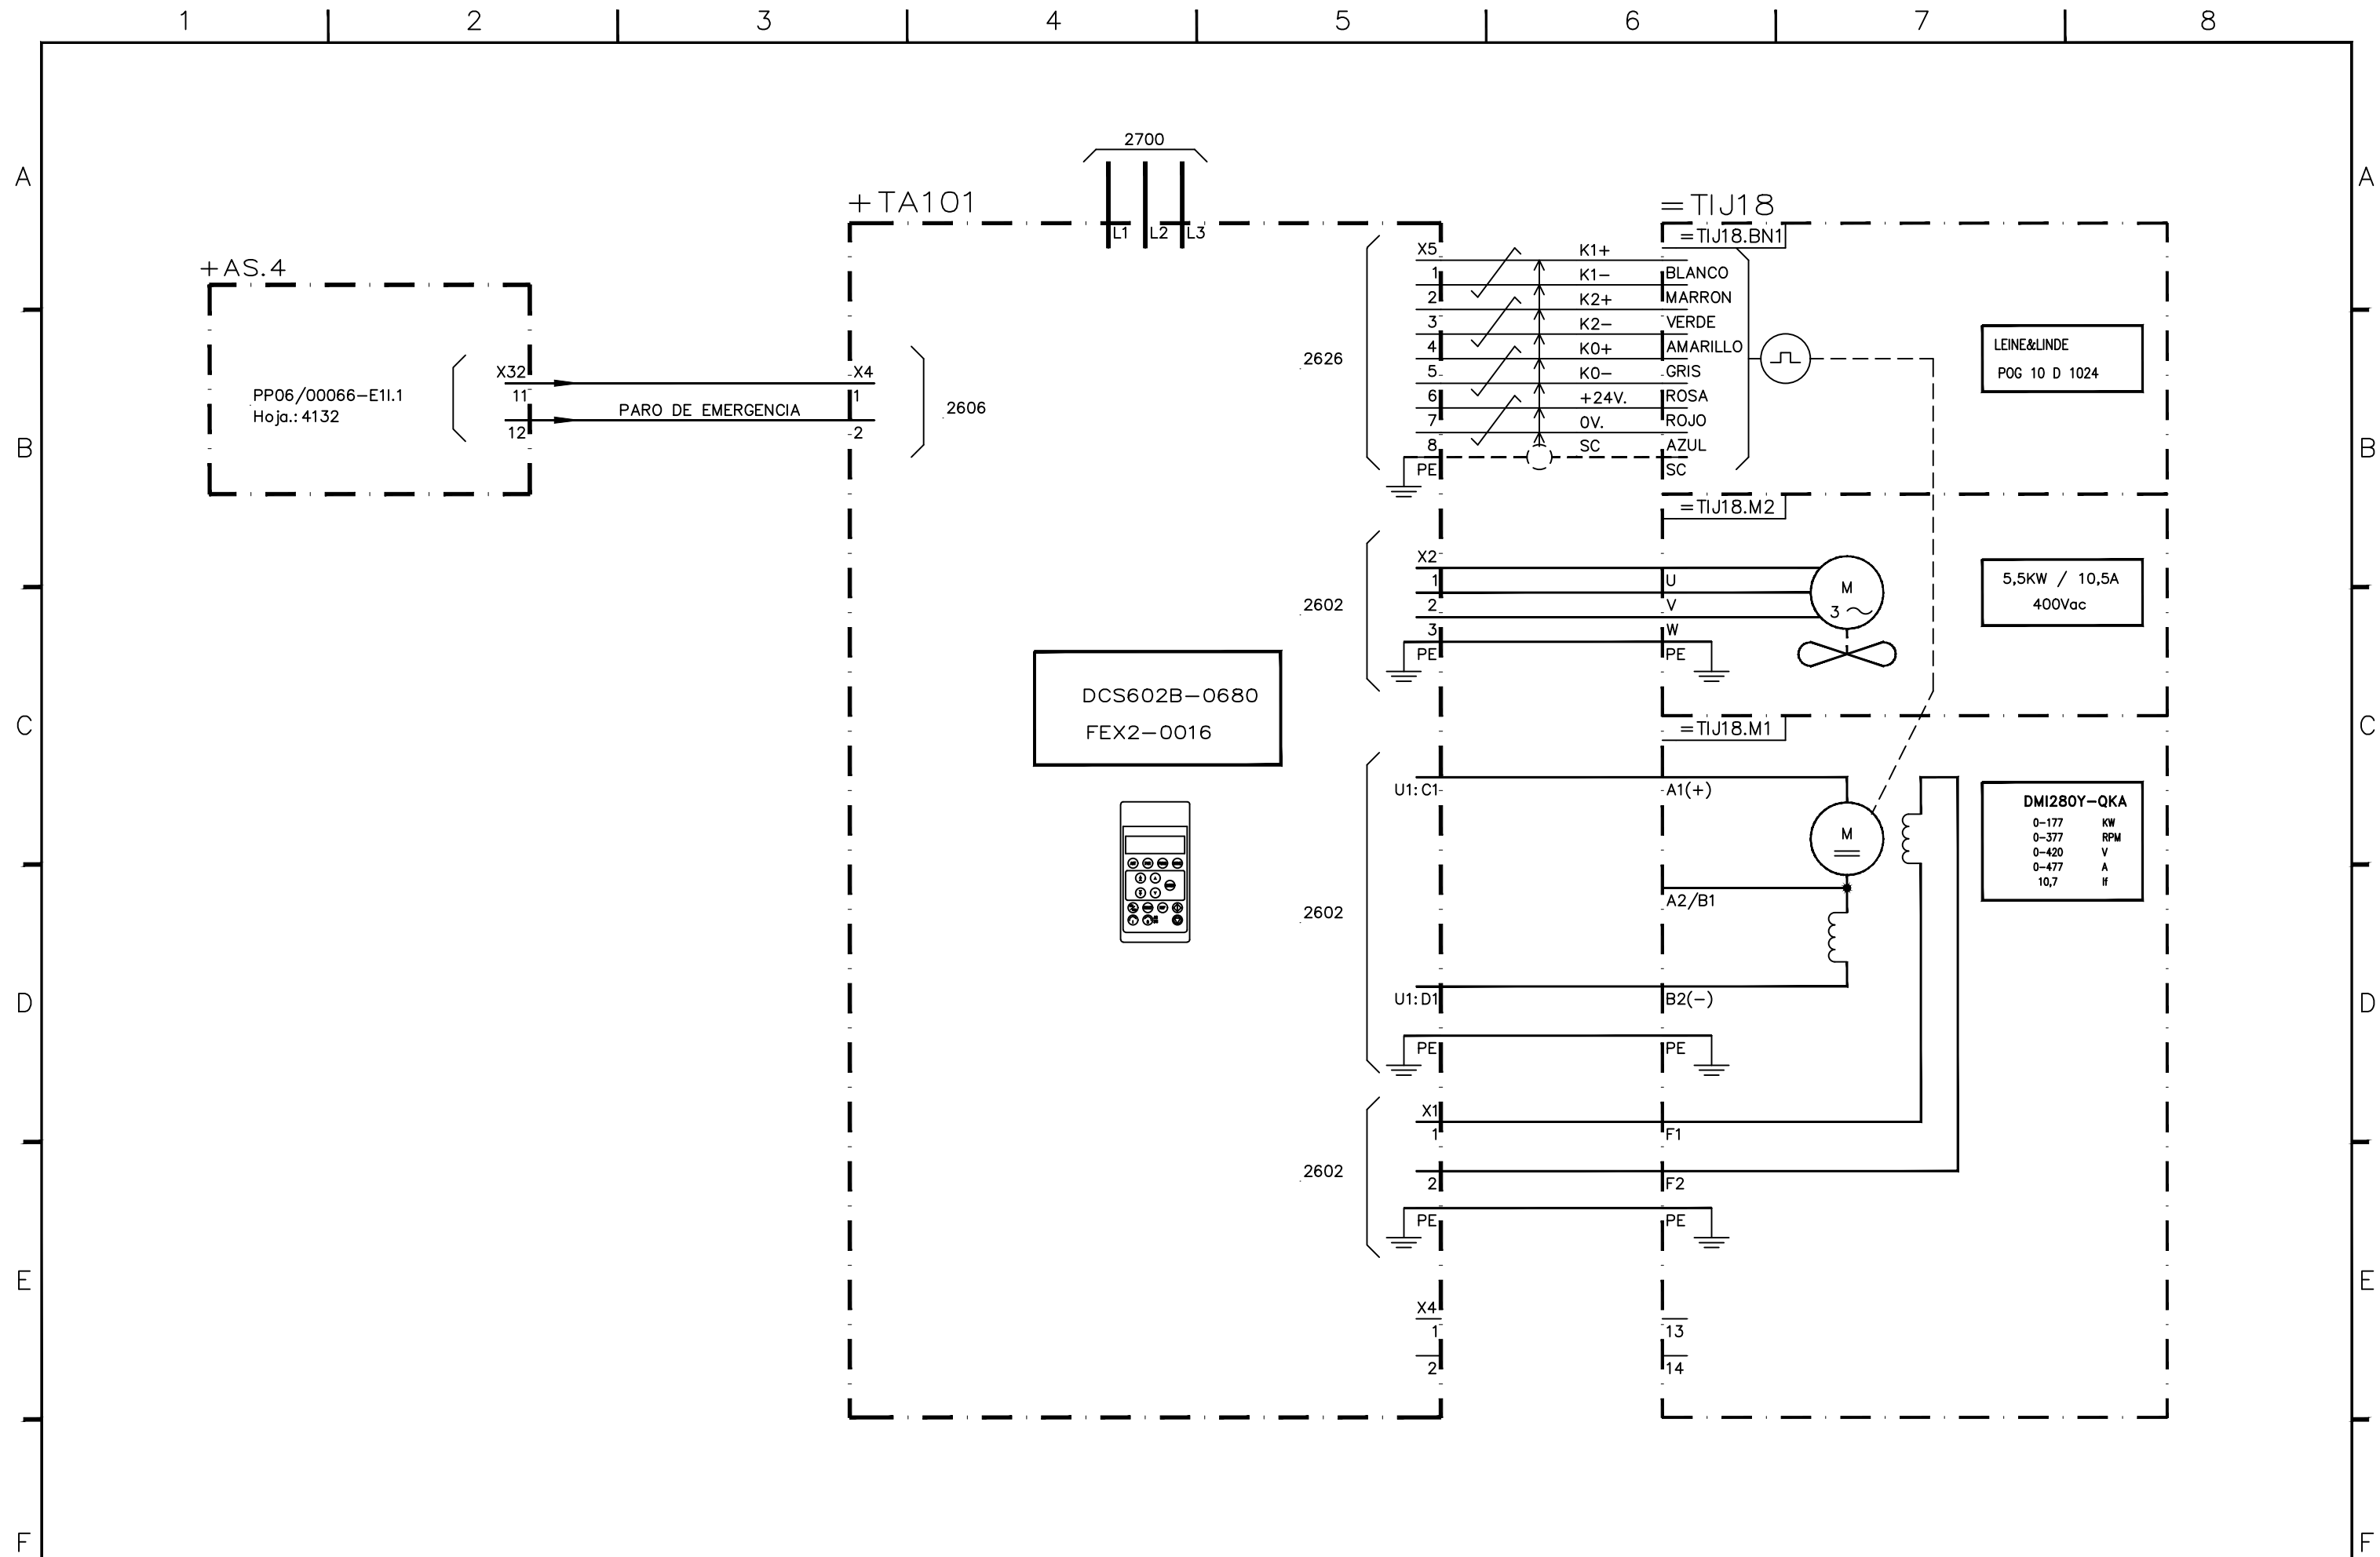 1 2 3 4 5 6 7 8
A A
B B
C C
D D
E E
F F
2700
+TA101
L1 L2 L3
=TIJ18
=TIJ18.BN1
+AS.4
PP06/00066-E1I.1
Hoja.: 4132
X32
11
12
PARO DE EMERGENCIA
X4
1
2
2606
2626
X5
K1+
1 K1- BLANCO
2 K2+ MARRON
3 K2- VERDE
4 K0+ AMARILLO
5 K0- GRIS
6 +24V. ROSA
7 0V. ROJO
8 SC AZUL
PE SC
LEINE&LINDE
POG 10 D 1024
=TIJ18.M2
2602
X2
1 U
2 V
3 W
PE PE
M
3
5,5KW / 10,5A
400Vac
DCS602B-0680
FEX2-0016
=TIJ18.M1
2602
U1:C1 A1(+)
M
A2/B1
U1:D1 B2(-)
PE PE
DMI280Y-QKA
0-177 KW
0-377 RPM
0-420 V
0-477 A
10,7 If
2602
X1
1 F1
2 F2
PE PE
X4
1 13
2 14